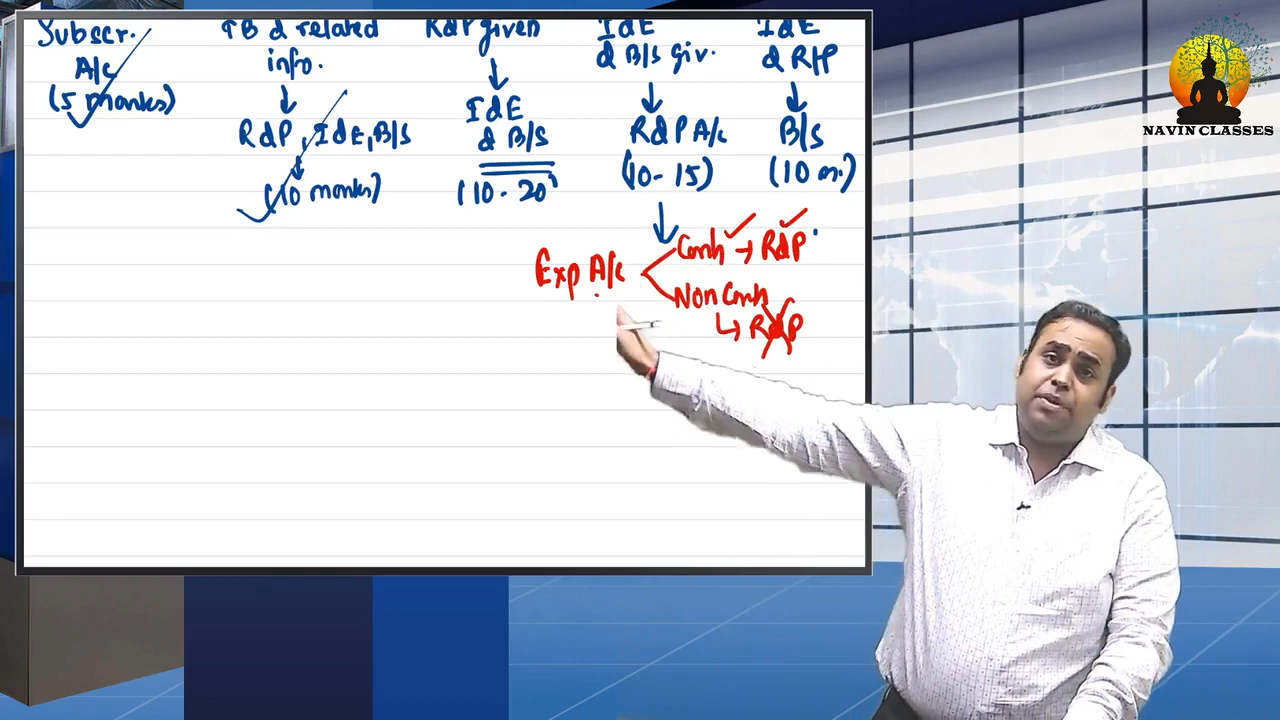 Subscr.
A/c
(5 marks)
TB & related
info.
R & P, I & E, B/S
(10 marks)
R & P given
I & E
& B/S
(10 - 20)
I & E
& B/S giv.
R & P A/c
(10 - 15)
I & E
& R/P
B/S
(10 m.)
Exp A/c
Cash → R & P
Non Cash
↳ R & P
NAVIN CLASSES